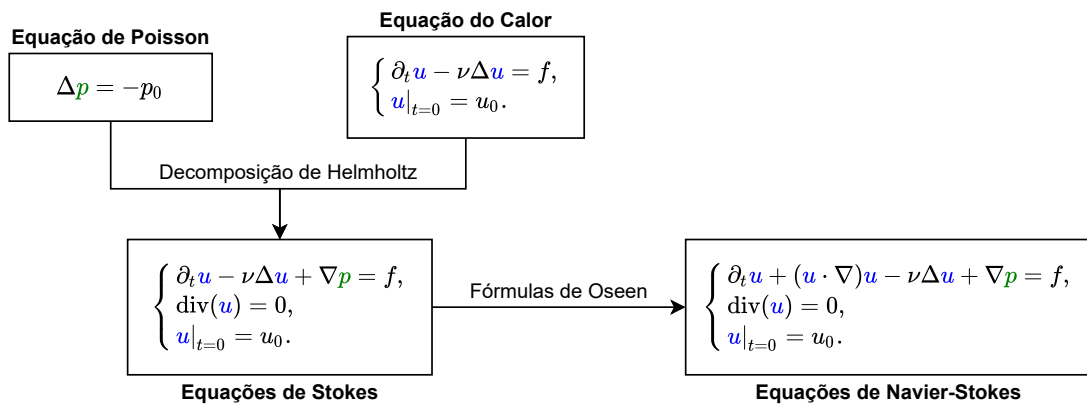 Equação de Poisson
Δp = −p₀
Equação do Calor
∂ₜu − νΔu = f,
u|ₜ₌₀ = u₀.
Decomposição de Helmholtz
∂ₜu − νΔu + ∇p = f,
div(u) = 0,
u|ₜ₌₀ = u₀.
Equações de Stokes
Fórmulas de Oseen
∂ₜu + (u · ∇)u − νΔu + ∇p = f,
div(u) = 0,
u|ₜ₌₀ = u₀.
Equações de Navier-Stokes